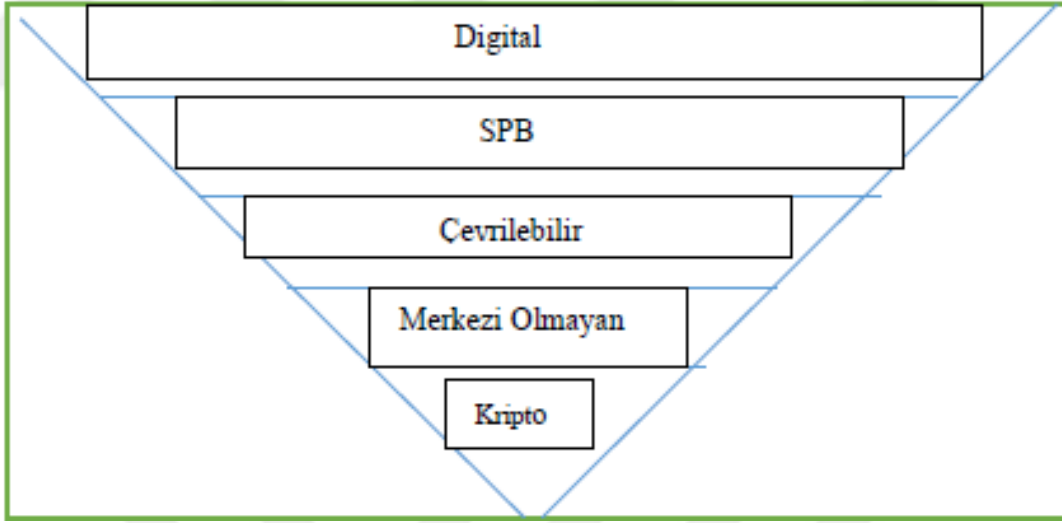 Digital
SPB
Çevrilebilir
Merkezi Olmayan
Kripto